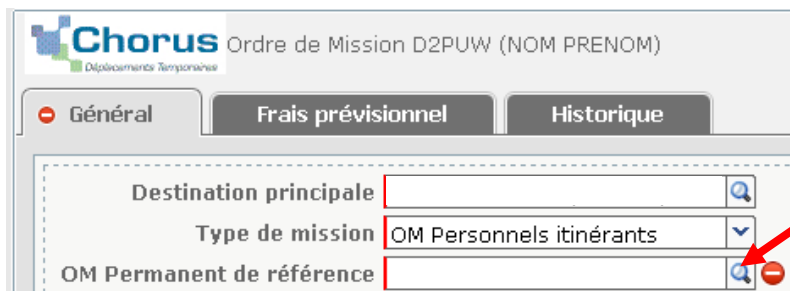 Chorus Ordre de Mission D2PUW (NOM PRENOM)
Déplacements Temporaires
Général Frais prévisionnel Historique
Destination principale
Type de mission OM Personnels itinérants
OM Permanent de référence